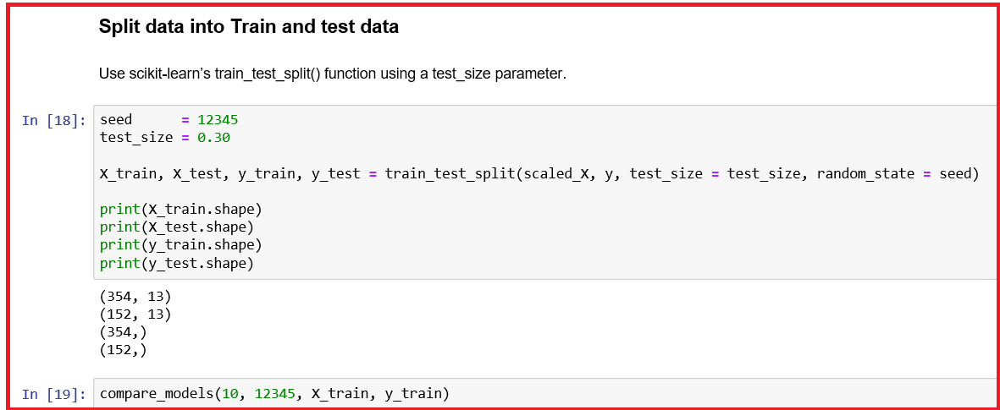 Split data into Train and test data
Use scikit-learn’s train_test_split() function using a test_size parameter.
In [18]:
seed      = 12345
test_size = 0.30
X_train, X_test, y_train, y_test = train_test_split(scaled_X, y, test_size = test_size, random_state = seed)
print(X_train.shape)
print(X_test.shape)
print(y_train.shape)
print(y_test.shape)
(354, 13)
(152, 13)
(354,)
(152,)
In [19]:
compare_models(10, 12345, X_train, y_train)